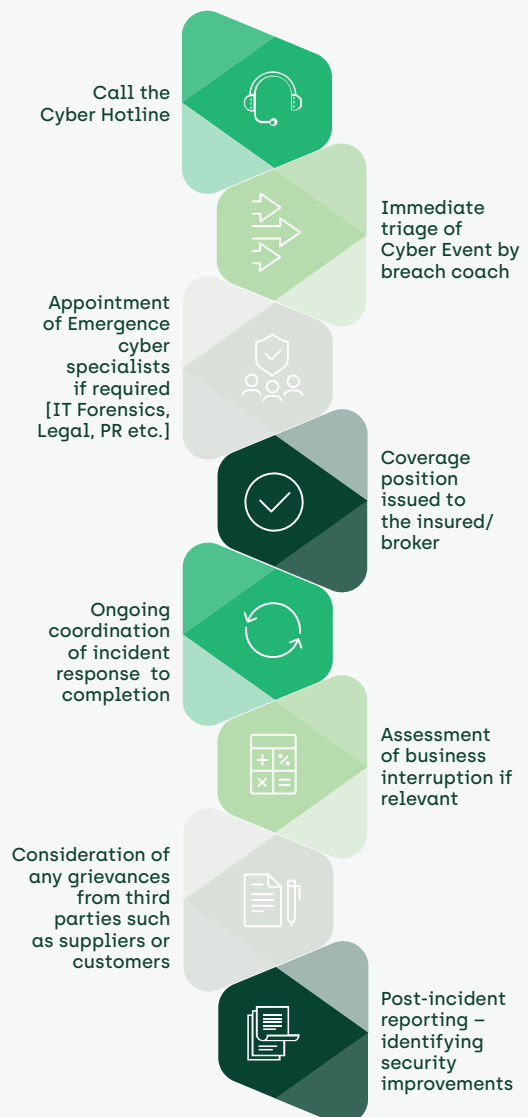 Call the
Cyber Hotline
Immediate
triage of
Cyber Event by
breach coach
Appointment
of Emergence
cyber
specialists
if required
[IT Forensics,
Legal, PR etc.]
Coverage
position
issued to
the insured/
broker
Ongoing
coordination
of incident
response to
completion
Assessment
of business
interruption if
relevant
Consideration of
any grievances
from third
parties such
as suppliers or
customers
Post-incident
reporting –
identifying
security
improvements